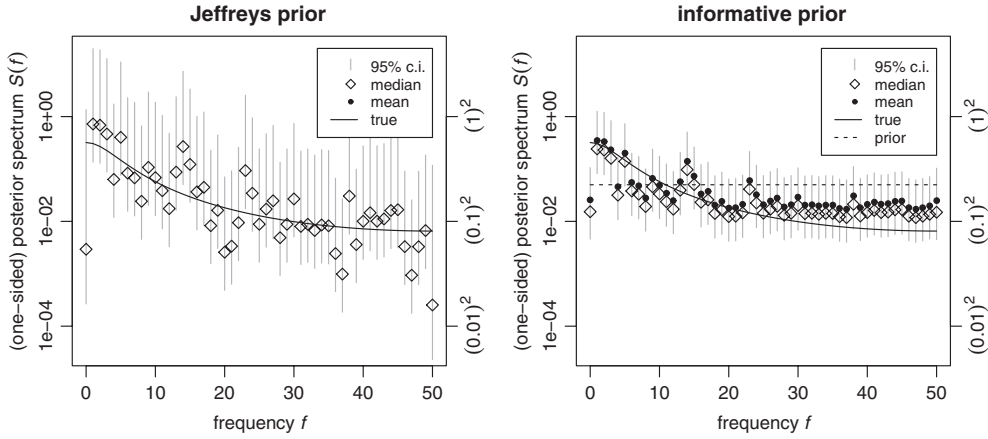 Jeffreys prior
(one-sided) posterior spectrum S(f)
1e+00
1e-02
1e-04
95% c.i.
median
mean
true
(1)²
(0.1)²
(0.01)²
0 10 20 30 40 50
frequency f
informative prior
(one-sided) posterior spectrum S(f)
1e+00
1e-02
1e-04
95% c.i.
median
mean
true
prior
(1)²
(0.1)²
(0.01)²
0 10 20 30 40 50
frequency f